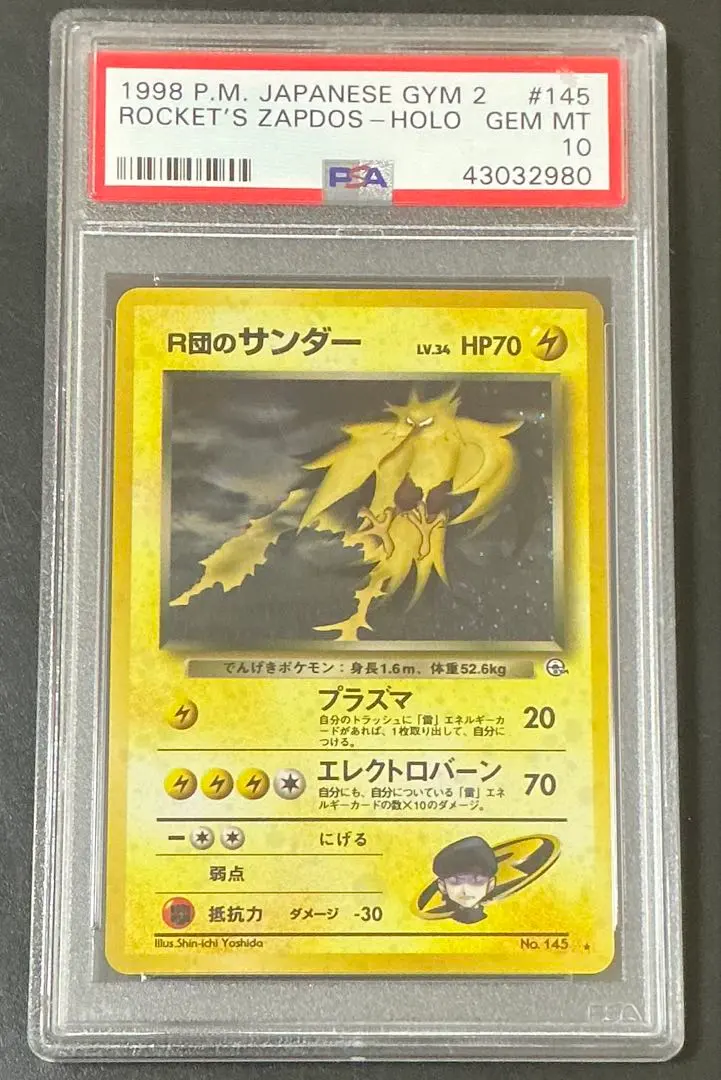 1998 P.M. JAPANESE GYM 2 #145
ROCKET'S ZAPDOS-HOLO GEM MT
10
PSA 43032980
R団のサンダー LV.34 HP70
でんげきポケモン：身長1.6m、体重52.6kg
プラズマ 20
自分のトラッシュに「雷」エネルギーカ
ードがあれば、1枚取り出して、自分に
つける。
エレクトロバーン 70
自分にも、自分についている「雷」エネ
ルギーカードの数×10のダメージ。
にげる
弱点
抵抗力 ダメージ -30
Illus.Shin-ichi Yoshida No. 145 ★
PSA